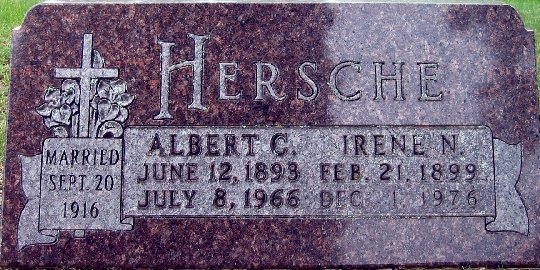 HERSCHE
MARRIED
SEPT. 20
1916
ALBERT C. IRENE N.
JUNE 12, 1893 FEB. 21, 1899
JULY 8, 1966 DEC. 1, 1976